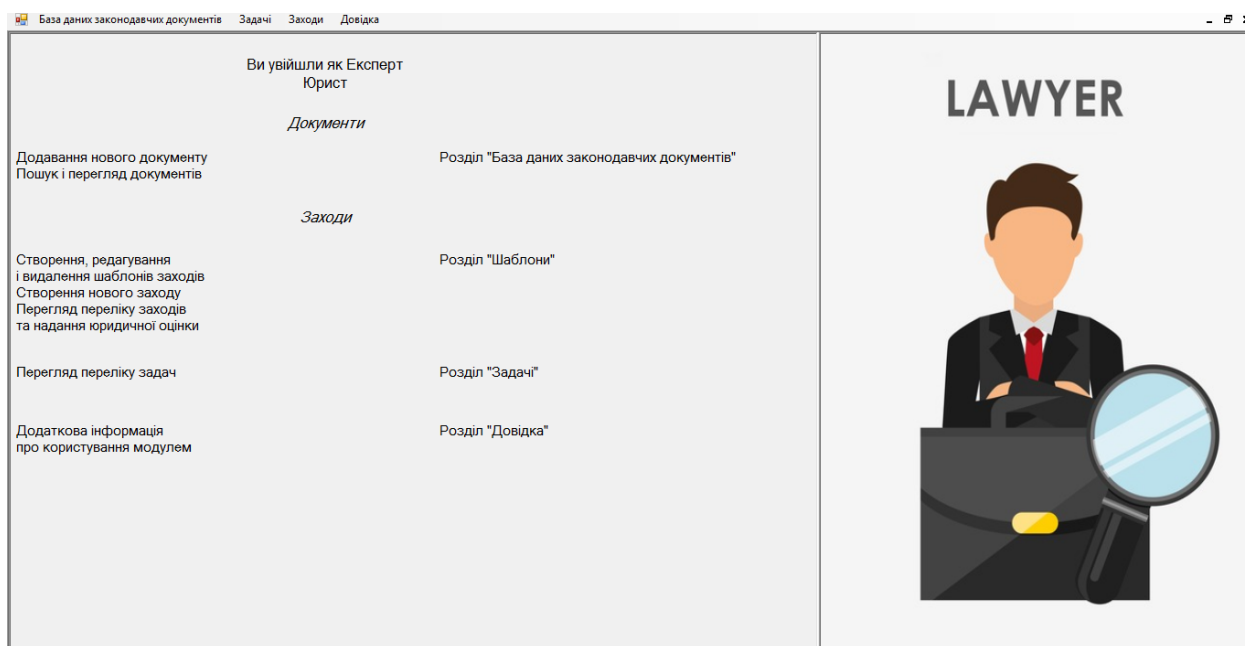 База даних законодавчих документів Задачі Заходи Довідка
Ви увійшли як Експерт
Юрист
Документи
Додавання нового документу
Пошук і перегляд документів
Розділ "База даних законодавчих документів"
Заходи
Створення, редагування
і видалення шаблонів заходів
Створення нового заходу
Перегляд переліку заходів
та надання юридичної оцінки
Розділ "Шаблони"
Перегляд переліку задач
Розділ "Задачі"
Додаткова інформація
про користування модулем
Розділ "Довідка"
LAWYER